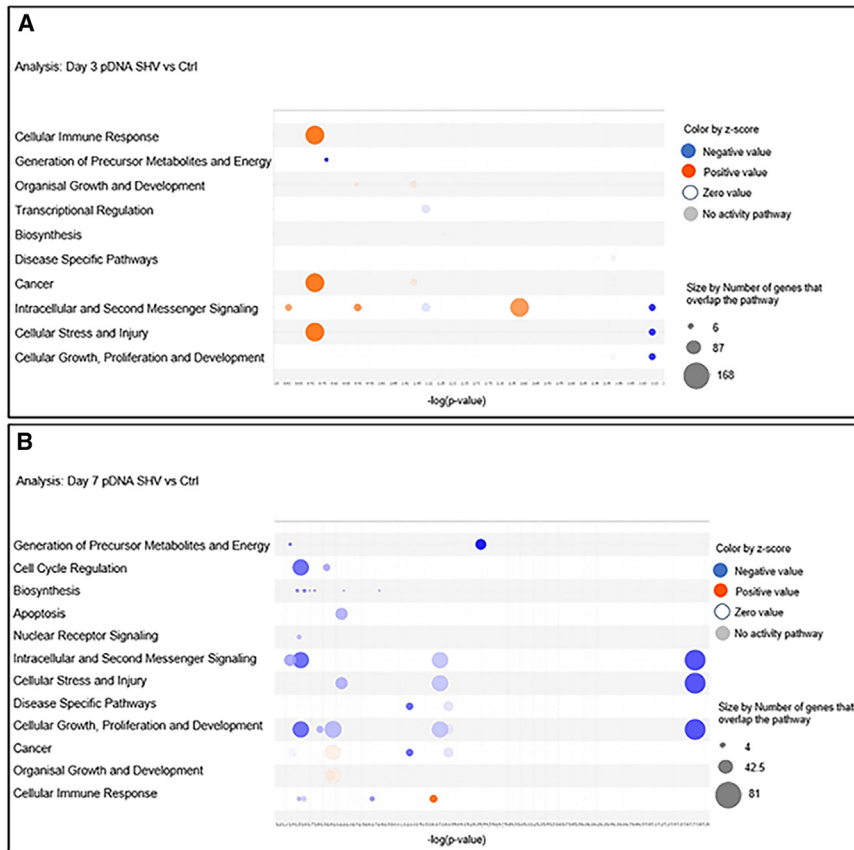 A
Analysis: Day 3 pDNA SHV vs Ctrl
Cellular Immune Response
Generation of Precursor Metabolites and Energy
Organisal Growth and Development
Transcriptional Regulation
Biosynthesis
Disease Specific Pathways
Cancer
Intracellular and Second Messenger Signaling
Cellular Stress and Injury
Cellular Growth, Proliferation and Development
-log(p-value)
Color by z-score
Negative value
Positive value
Zero value
No activity pathway
Size by Number of genes that
overlap the pathway
6
87
168
B
Analysis: Day 7 pDNA SHV vs Ctrl
Generation of Precursor Metabolites and Energy
Cell Cycle Regulation
Biosynthesis
Apoptosis
Nuclear Receptor Signaling
Intracellular and Second Messenger Signaling
Cellular Stress and Injury
Disease Specific Pathways
Cellular Growth, Proliferation and Development
Cancer
Organisal Growth and Development
Cellular Immune Response
-log(p-value)
Color by z-score
Negative value
Positive value
Zero value
No activity pathway
Size by Number of genes that
overlap the pathway
4
42.5
81